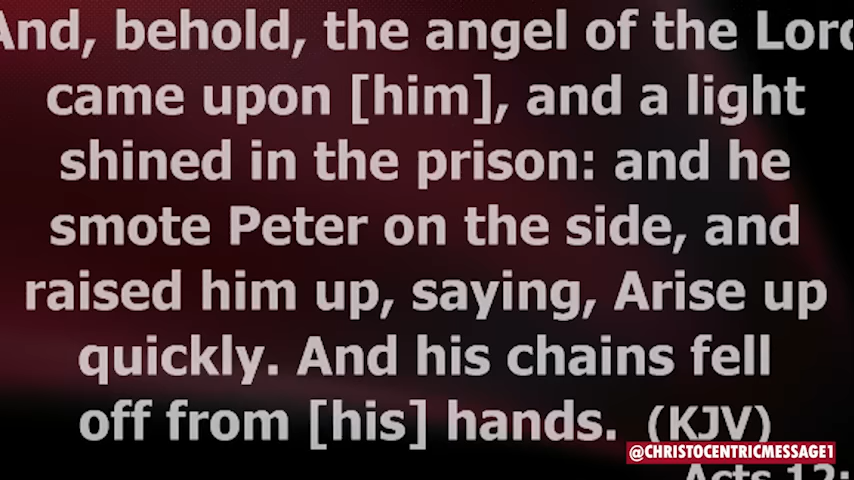 And, behold, the angel of the Lord
came upon [him], and a light
shined in the prison: and he
smote Peter on the side, and
raised him up, saying, Arise up
quickly. And his chains fell
off from [his] hands. (KJV)
@CHRISTOCENTRICMESSAGE1
Acts 12: